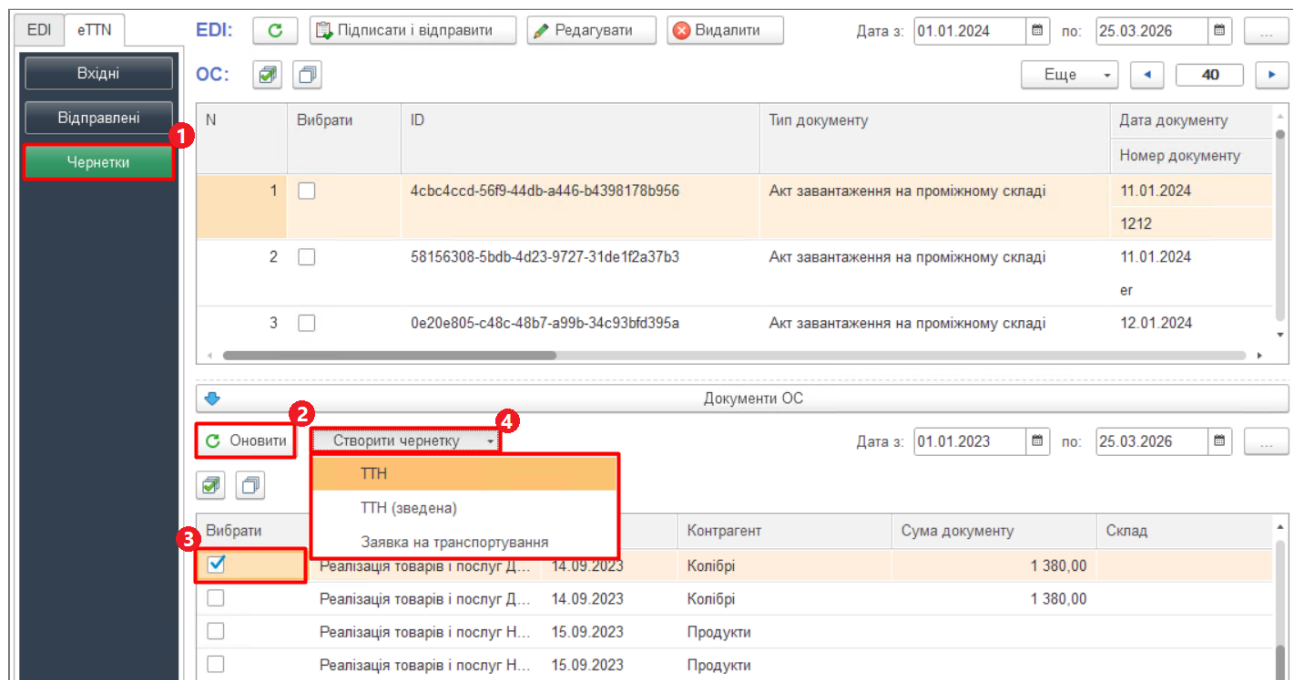 EDI eTTN EDI: Підписати і відправити Редагувати Видалити Дата з: 01.01.2024 по: 25.03.2026 ...
Вхідні ОС: Еще 40
Відправлені N Вибрати ID Тип документу Дата документу
1
Чернетки Номер документу
1 4cbc4ccd-56f9-44db-a446-b4398178b956 Акт завантаження на проміжному складі 11.01.2024
1212
2 58156308-5bdb-4d23-9727-31de1f2a37b3 Акт завантаження на проміжному складі 11.01.2024
er
3 0e20e805-c48c-48b7-a99b-34c93bfd395a Акт завантаження на проміжному складі 12.01.2024
Документи ОС
2 4
Оновити Створити чернетку Дата з: 01.01.2023 по: 25.03.2026 ...
ТТН
ТТН (зведена)
Вибрати Контрагент Сума документу Склад
3 Заявка на транспортування
Реалізація товарів і послуг Д... 14.09.2023 Колібрі 1 380,00
Реалізація товарів і послуг Д... 14.09.2023 Колібрі 1 380,00
Реалізація товарів і послуг Н... 15.09.2023 Продукти
Реалізація товарів і послуг Н... 15.09.2023 Продукти